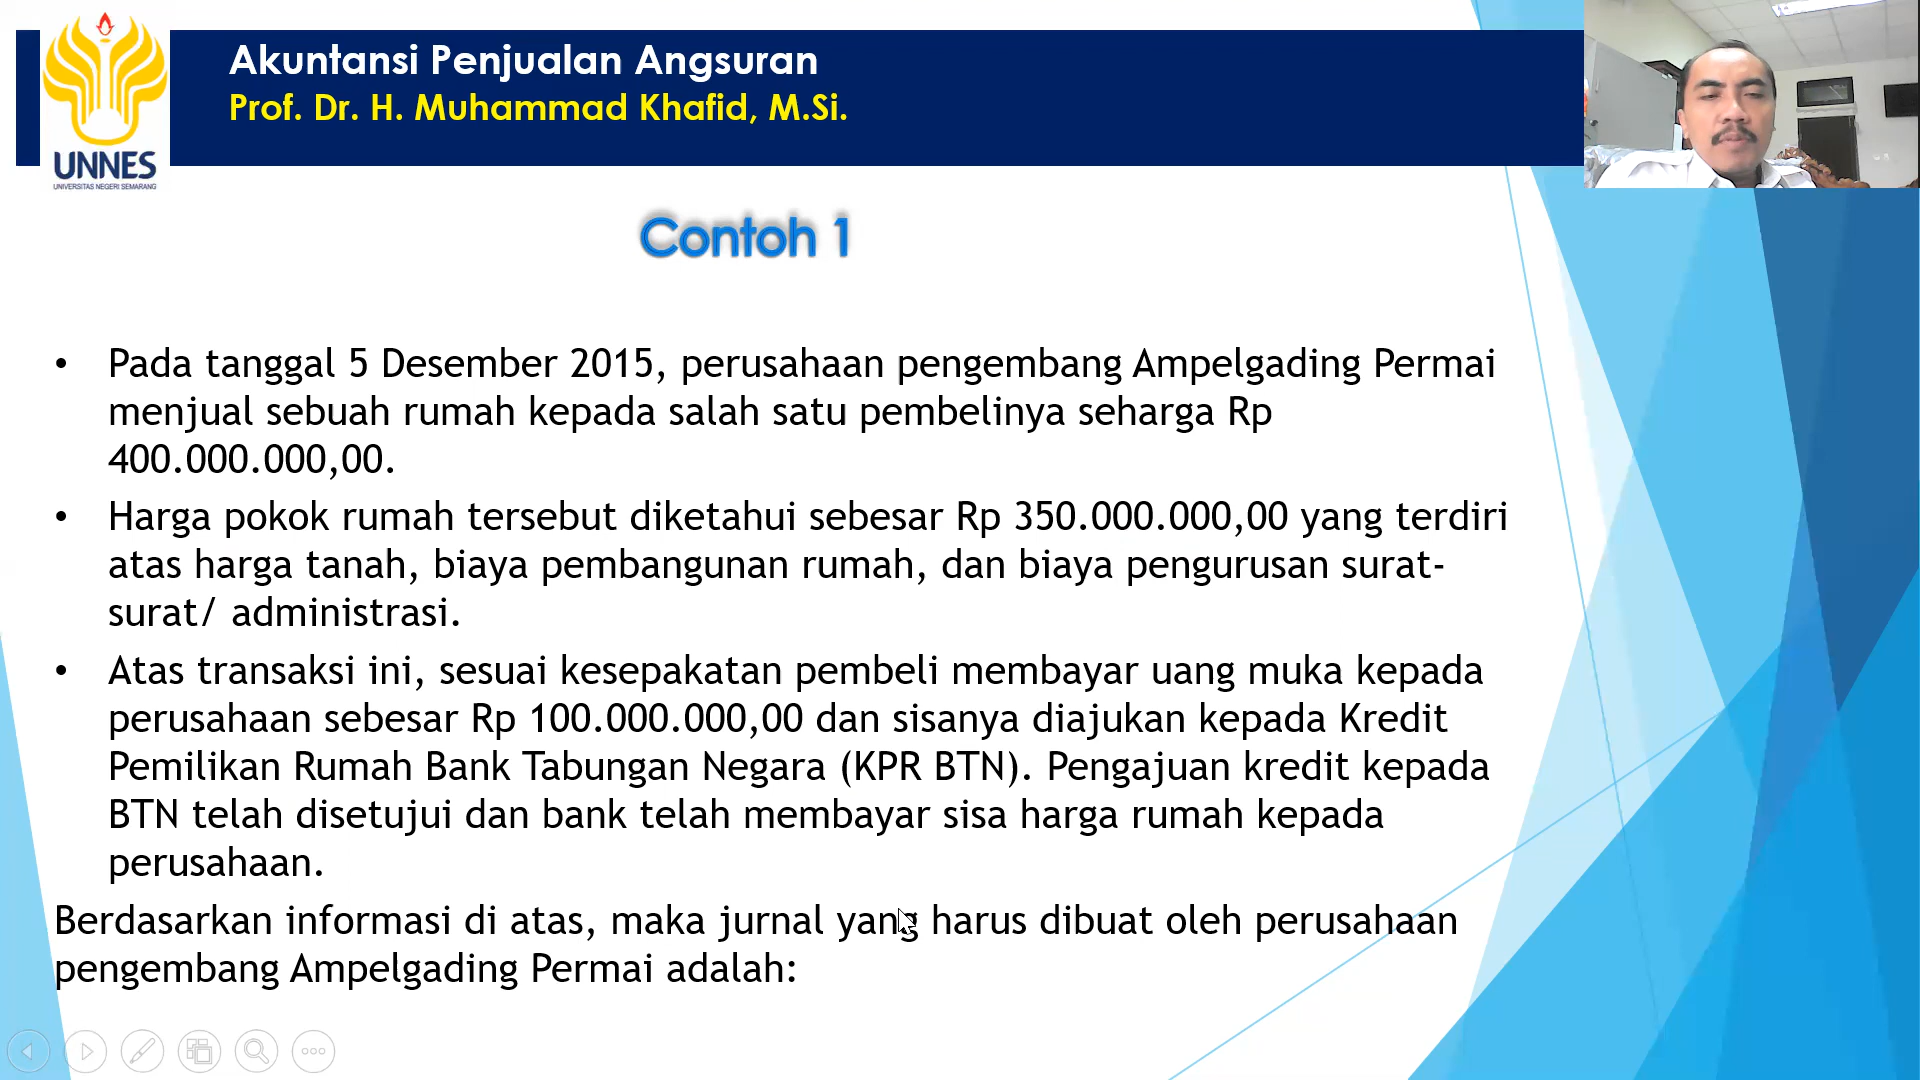 Akuntansi Penjualan Angsuran
Prof. Dr. H. Muhammad Khafid, M.Si.
UNNES
UNIVERSITAS NEGERI SEMARANG
Contoh 1
• Pada tanggal 5 Desember 2015, perusahaan pengembang Ampelgading Permai
menjual sebuah rumah kepada salah satu pembelinya seharga Rp
400.000.000,00.
• Harga pokok rumah tersebut diketahui sebesar Rp 350.000.000,00 yang terdiri
atas harga tanah, biaya pembangunan rumah, dan biaya pengurusan surat-
surat/ administrasi.
• Atas transaksi ini, sesuai kesepakatan pembeli membayar uang muka kepada
perusahaan sebesar Rp 100.000.000,00 dan sisanya diajukan kepada Kredit
Pemilikan Rumah Bank Tabungan Negara (KPR BTN). Pengajuan kredit kepada
BTN telah disetujui dan bank telah membayar sisa harga rumah kepada
perusahaan.
Berdasarkan informasi di atas, maka jurnal yang harus dibuat oleh perusahaan
pengembang Ampelgading Permai adalah: